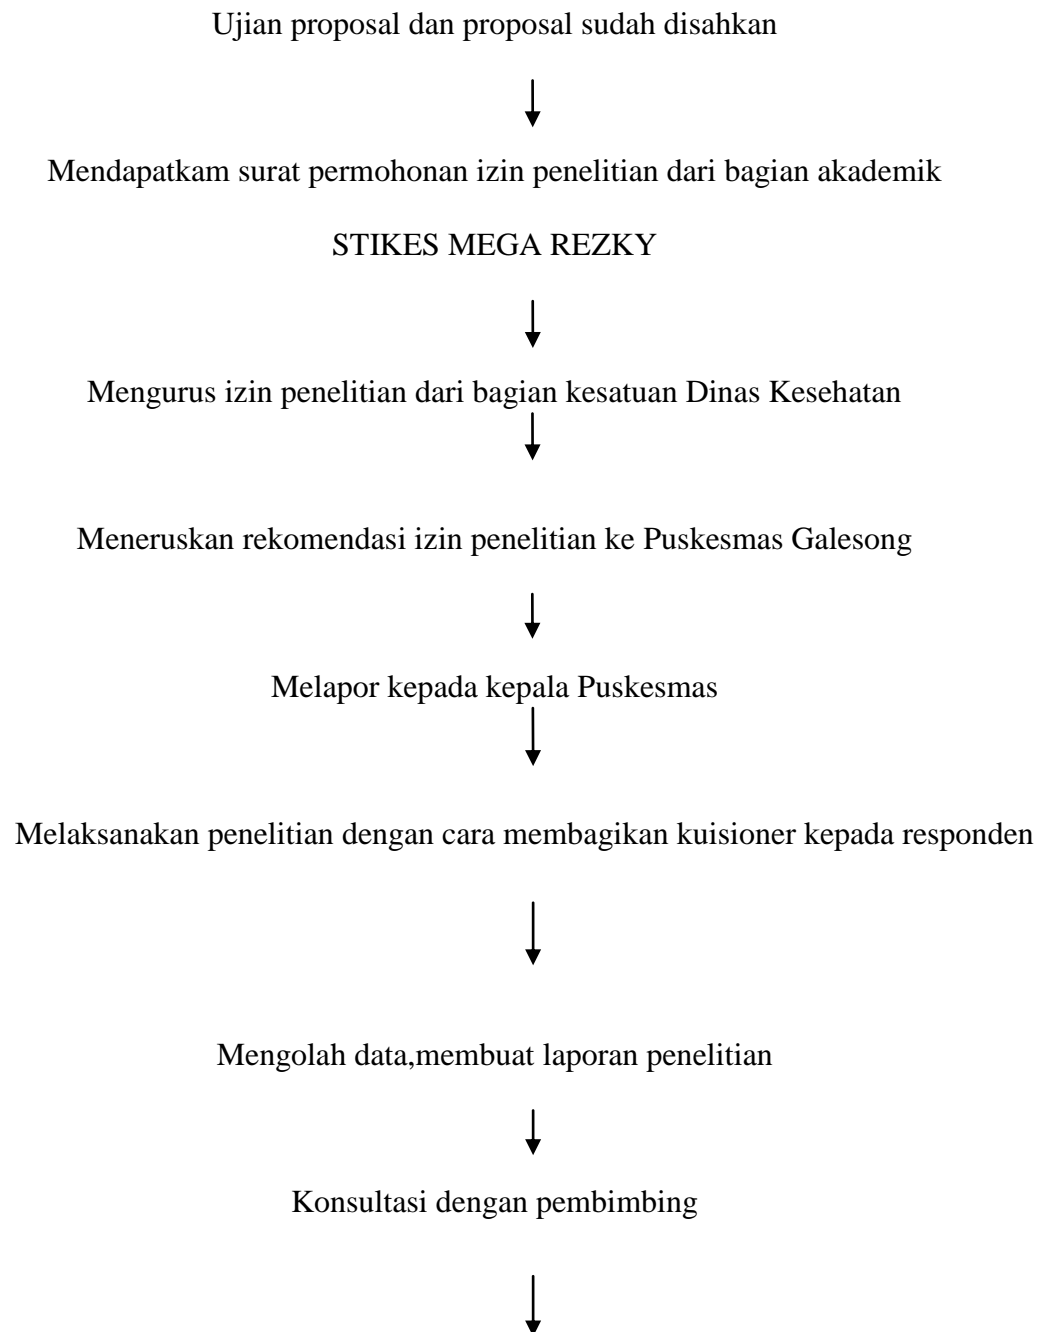 Ujian proposal dan proposal sudah disahkan
Mendapatkam surat permohonan izin penelitian dari bagian akademik
STIKES MEGA REZKY
Mengurus izin penelitian dari bagian kesatuan Dinas Kesehatan
Meneruskan rekomendasi izin penelitian ke Puskesmas Galesong
Melapor kepada kepala Puskesmas
Melaksanakan penelitian dengan cara membagikan kuisioner kepada responden
Mengolah data,membuat laporan penelitian
Konsultasi dengan pembimbing